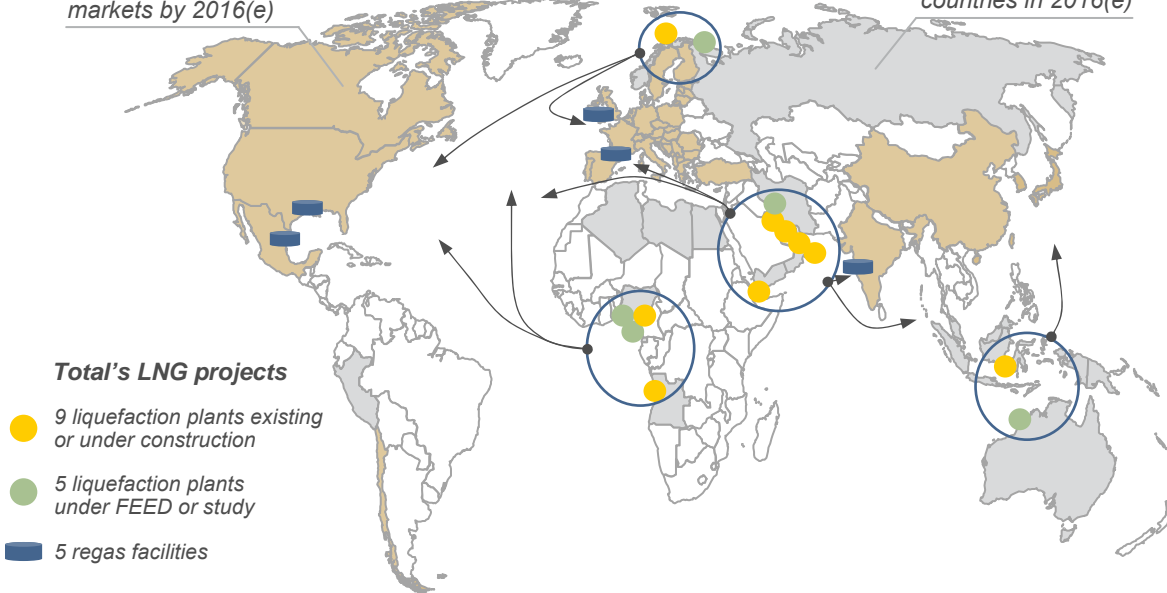 markets by 2016(e)
countries in 2016(e)
Total's LNG projects
9 liquefaction plants existing
or under construction
5 liquefaction plants
under FEED or study
5 regas facilities